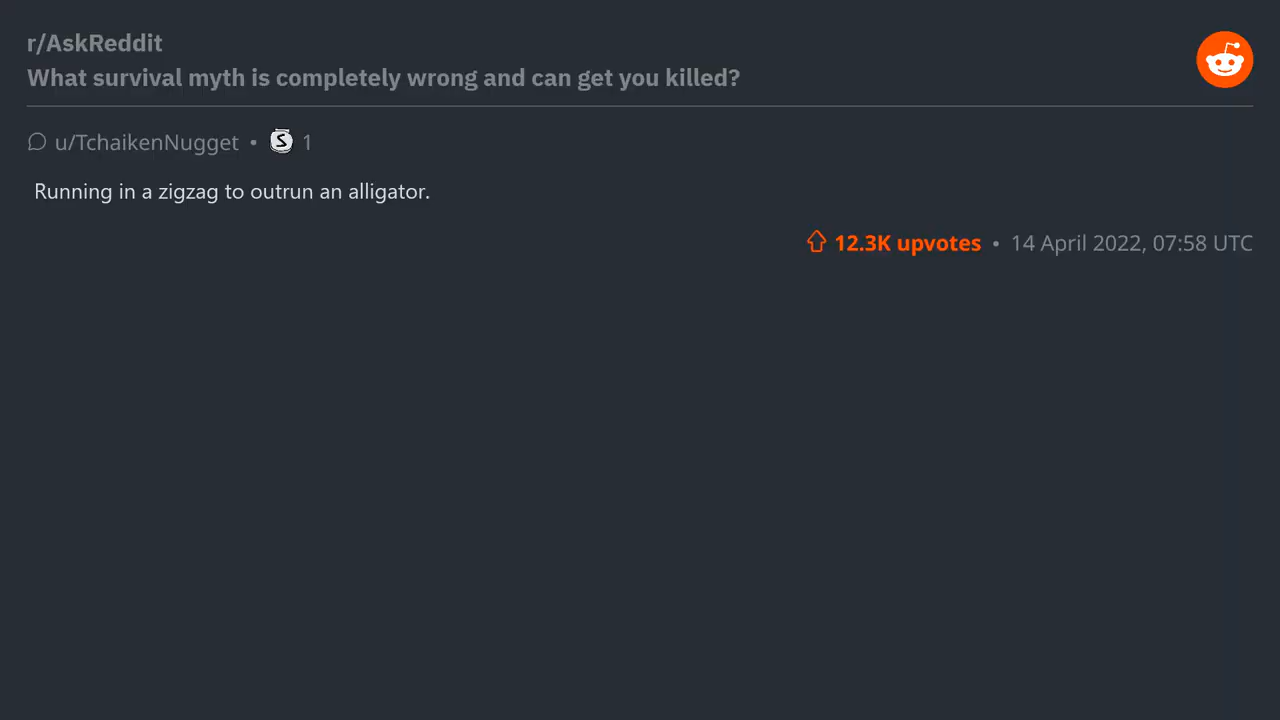 r/AskReddit
What survival myth is completely wrong and can get you killed?
u/TchaikenNugget • S 1
Running in a zigzag to outrun an alligator.
12.3K upvotes • 14 April 2022, 07:58 UTC